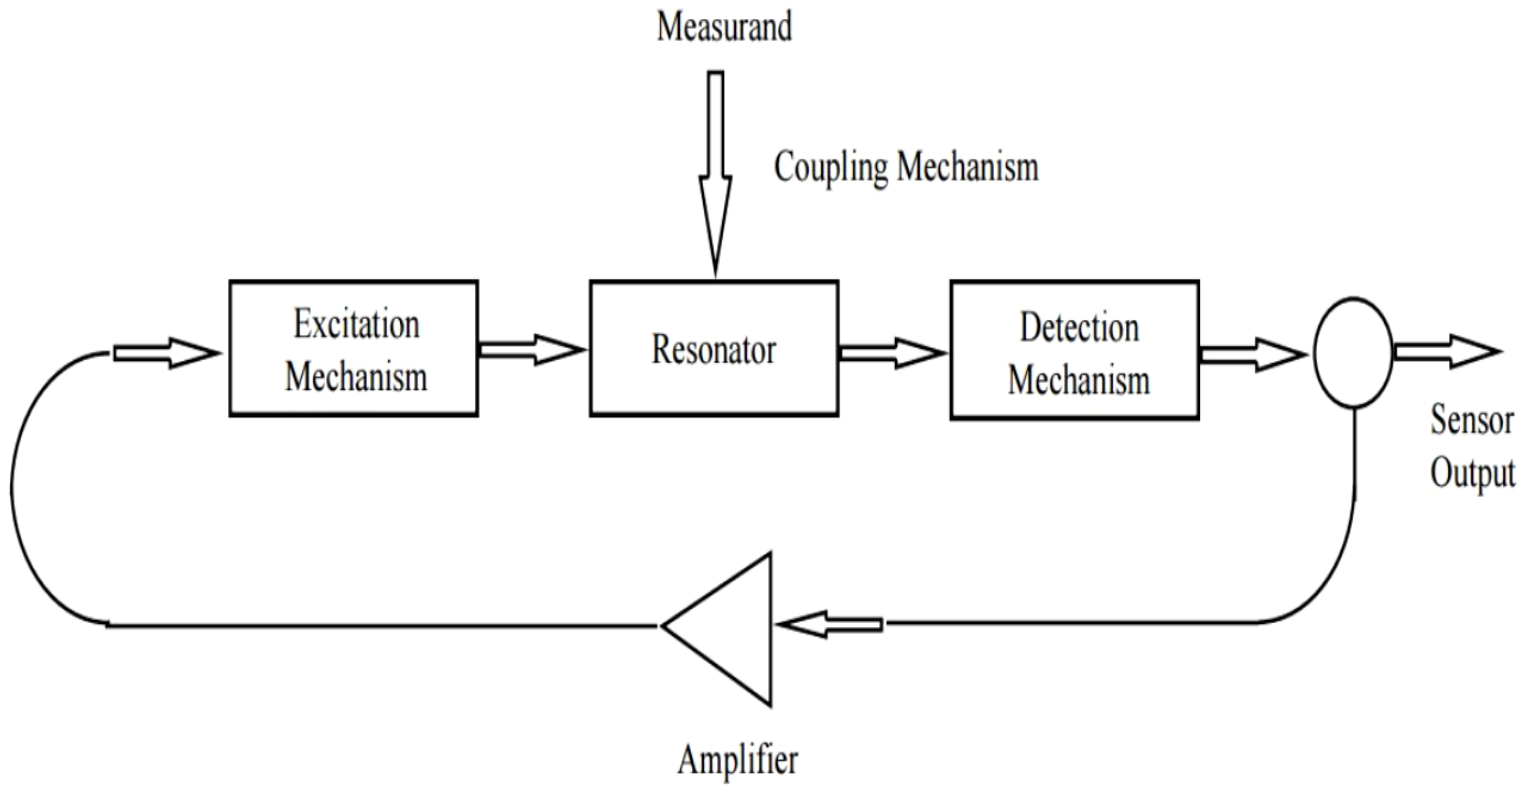 Measurand
Coupling Mechanism
Excitation
Mechanism
Resonator
Detection
Mechanism
Sensor
Output
Amplifier